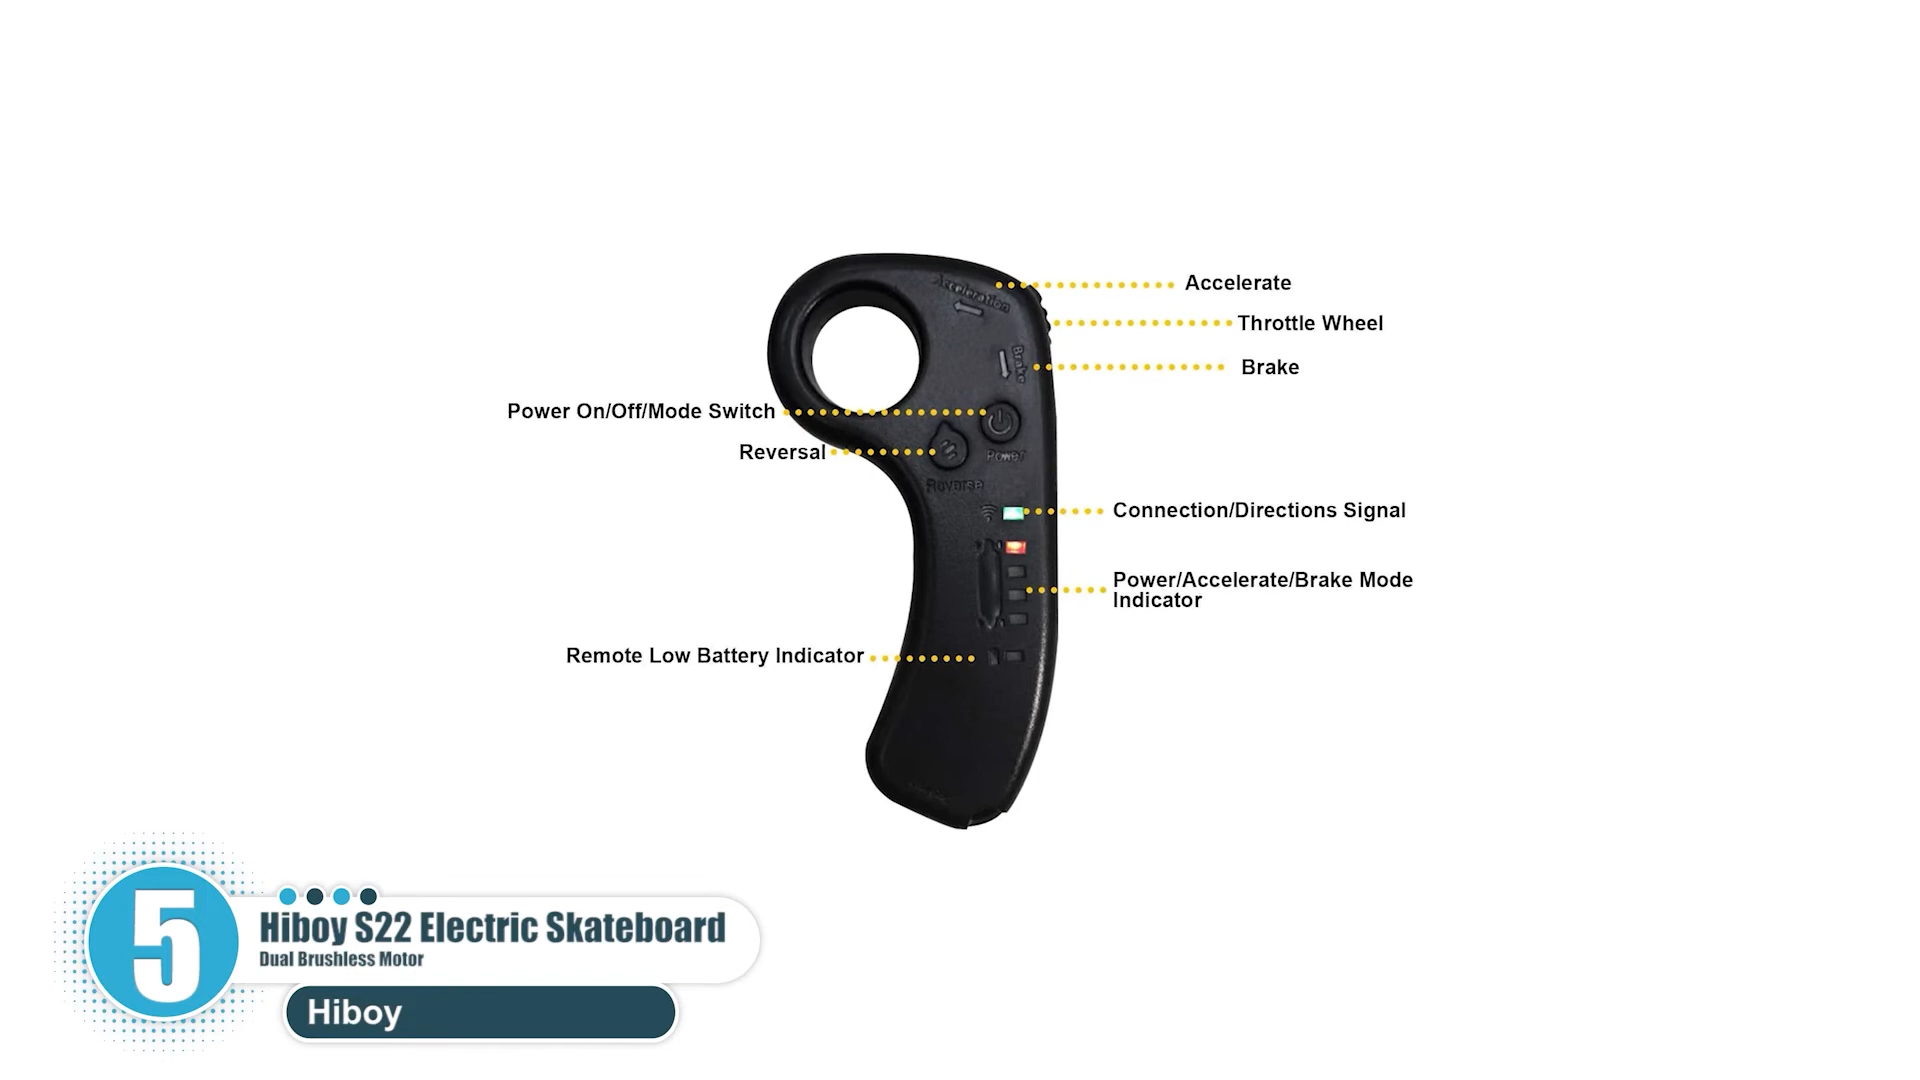 Acceleration
Accelerate
Throttle Wheel
Brake
Brake
Power On/Off/Mode Switch
Reversal
Power
Reverse
Connection/Directions Signal
Power/Accelerate/Brake Mode
Indicator
Remote Low Battery Indicator
5
Hiboy S22 Electric Skateboard
Dual Brushless Motor
Hiboy